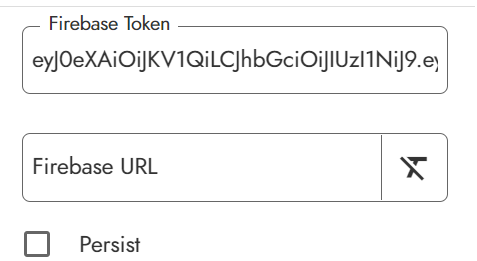 Firebase Token
eyJ0eXAiOiJKV1QiLCJhbGciOiJIUzI1NiJ9.ey
Firebase URL
Persist